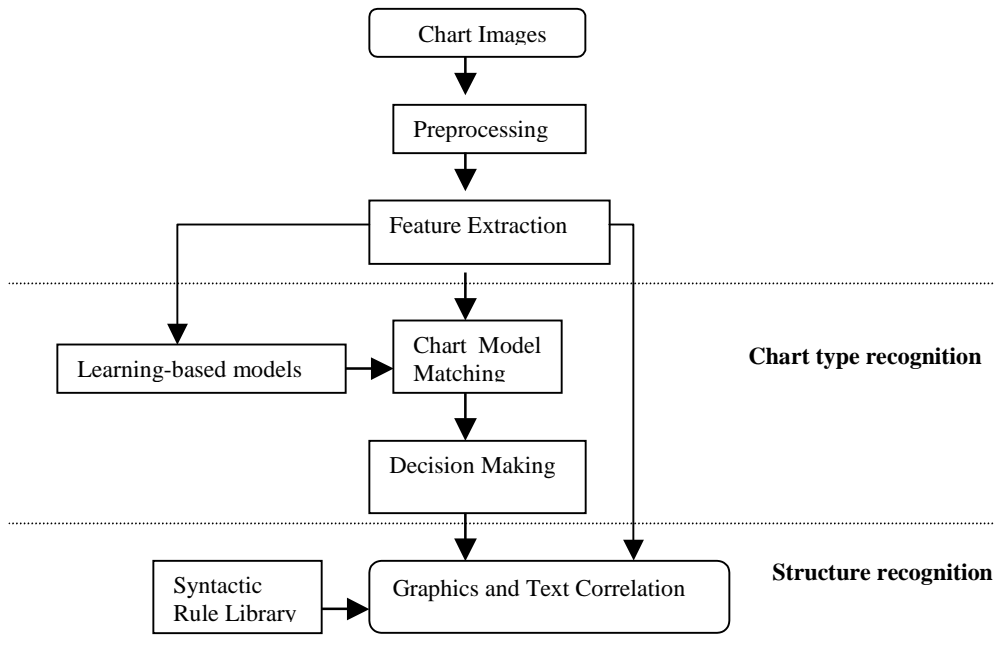 Chart Images
Preprocessing
Feature Extraction
Learning-based models
Chart Model
Matching
Chart type recognition
Decision Making
Syntactic
Rule Library
Graphics and Text Correlation
Structure recognition